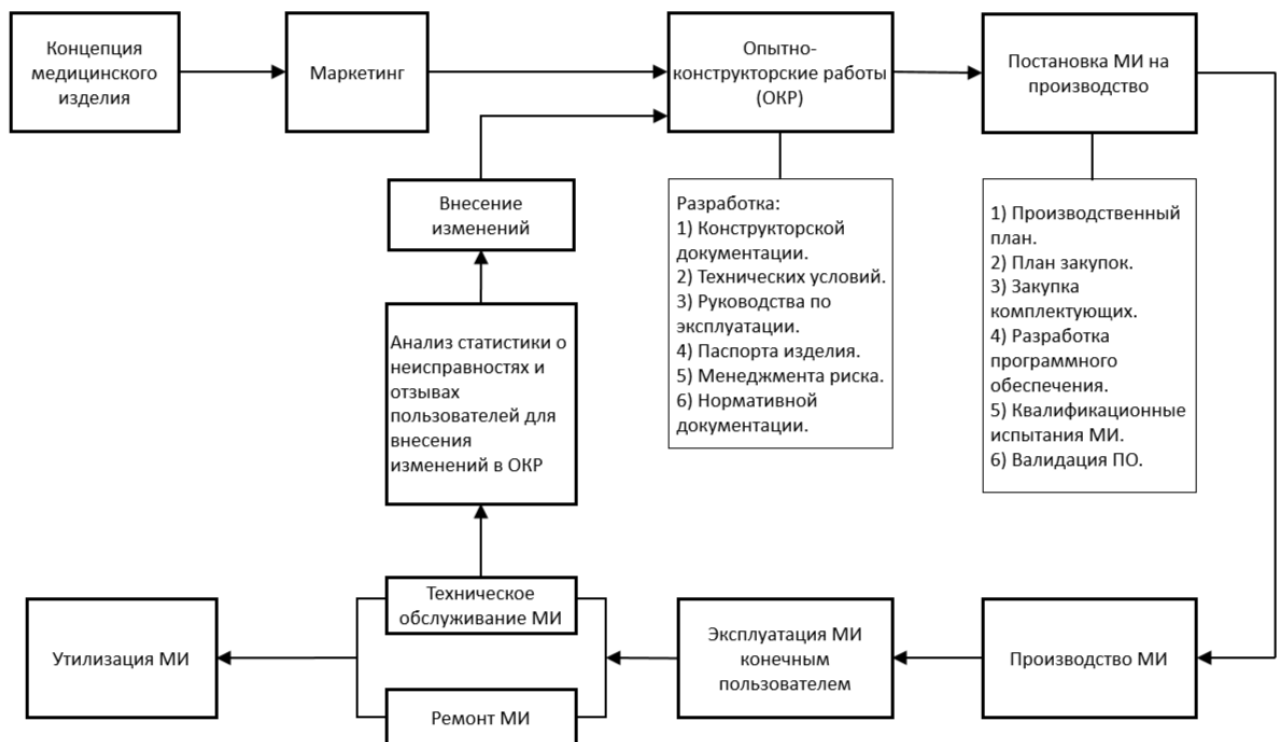 Концепция
медицинского
изделия
Маркетинг
Опытно-
конструкторские работы
(ОКР)
Постановка МИ на
производство
Внесение
изменений
Разработка:
1) Конструкторской
документации.
2) Технических условий.
3) Руководства по
эксплуатации.
4) Паспорта изделия.
5) Менеджмента риска.
6) Нормативной
документации.
1) Производственный
план.
2) План закупок.
3) Закупка
комплектующих.
4) Разработка
программного
обеспечения.
5) Квалификационные
испытания МИ.
6) Валидация ПО.
Анализ статистики о
неисправностях и
отзывах
пользователей для
внесения
изменений в ОКР
Утилизация МИ
Техническое
обслуживание МИ
Ремонт МИ
Эксплуатация МИ
конечным
пользователем
Производство МИ